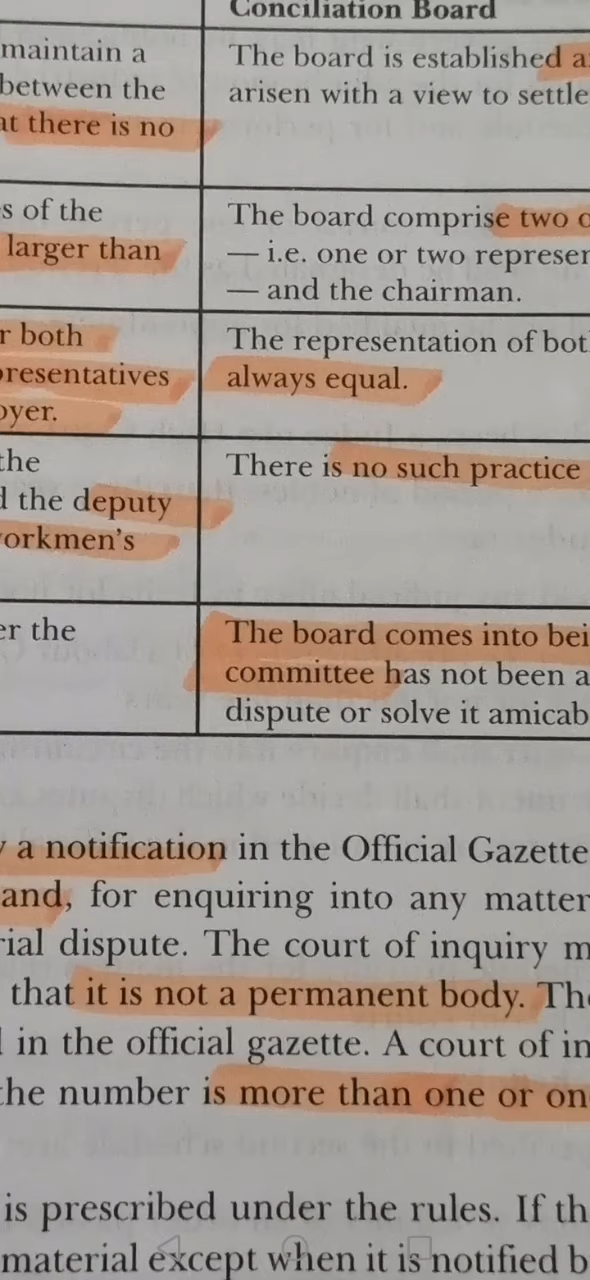 Conciliation Board
maintain a
between the
at there is no
The board is established a
arisen with a view to settle
s of the
larger than
The board comprise two o
— i.e. one or two represen
— and the chairman.
r both
presentatives
oyer.
The representation of bot
always equal.
the
d the deputy
workmen's
There is no such practice
er the
The board comes into bei
committee has not been a
dispute or solve it amicab
y a notification in the Official Gazette
and, for enquiring into any matter
rial dispute. The court of inquiry m
that it is not a permanent body. The
l in the official gazette. A court of in
the number is more than one or on
is prescribed under the rules. If th
material except when it is notified b